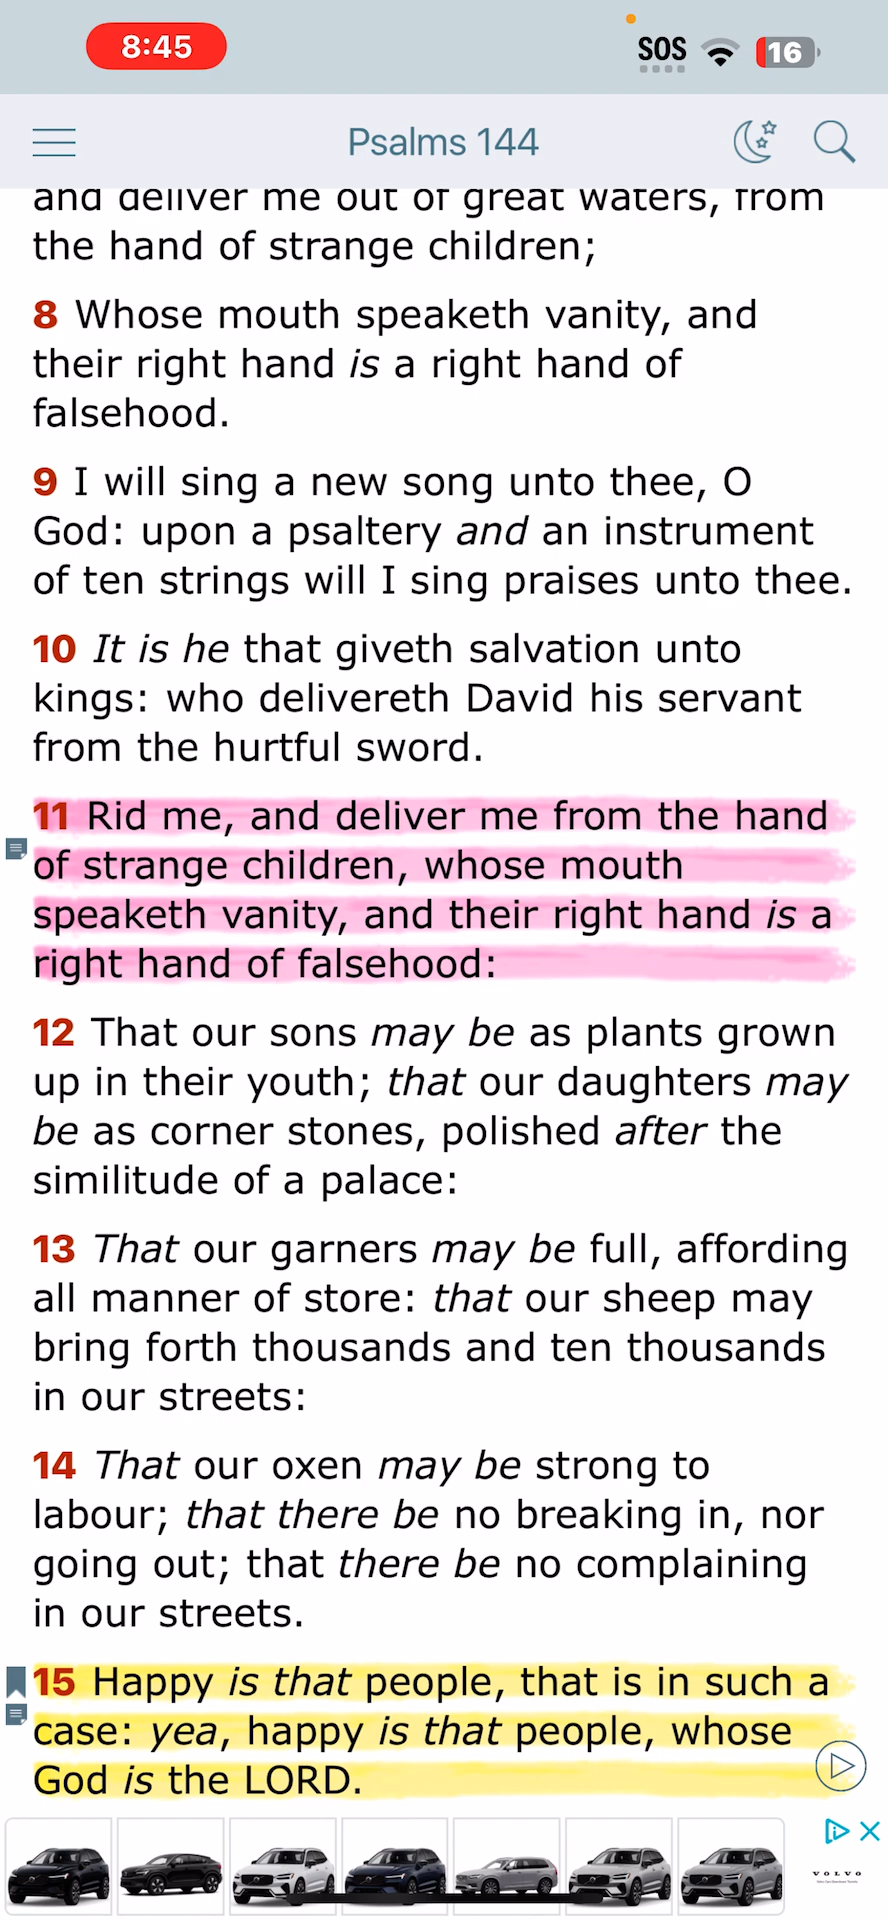 8:45
SOS
16
Psalms 144
and deliver me out of great waters, from
the hand of strange children;
8 Whose mouth speaketh vanity, and
their right hand is a right hand of
falsehood.
9 I will sing a new song unto thee, O
God: upon a psaltery and an instrument
of ten strings will I sing praises unto thee.
10 It is he that giveth salvation unto
kings: who delivereth David his servant
from the hurtful sword.
11 Rid me, and deliver me from the hand
of strange children, whose mouth
speaketh vanity, and their right hand is a
right hand of falsehood:
12 That our sons may be as plants grown
up in their youth; that our daughters may
be as corner stones, polished after the
similitude of a palace:
13 That our garners may be full, affording
all manner of store: that our sheep may
bring forth thousands and ten thousands
in our streets:
14 That our oxen may be strong to
labour; that there be no breaking in, nor
going out; that there be no complaining
in our streets.
15 Happy is that people, that is in such a
case: yea, happy is that people, whose
God is the LORD.
VOLVO